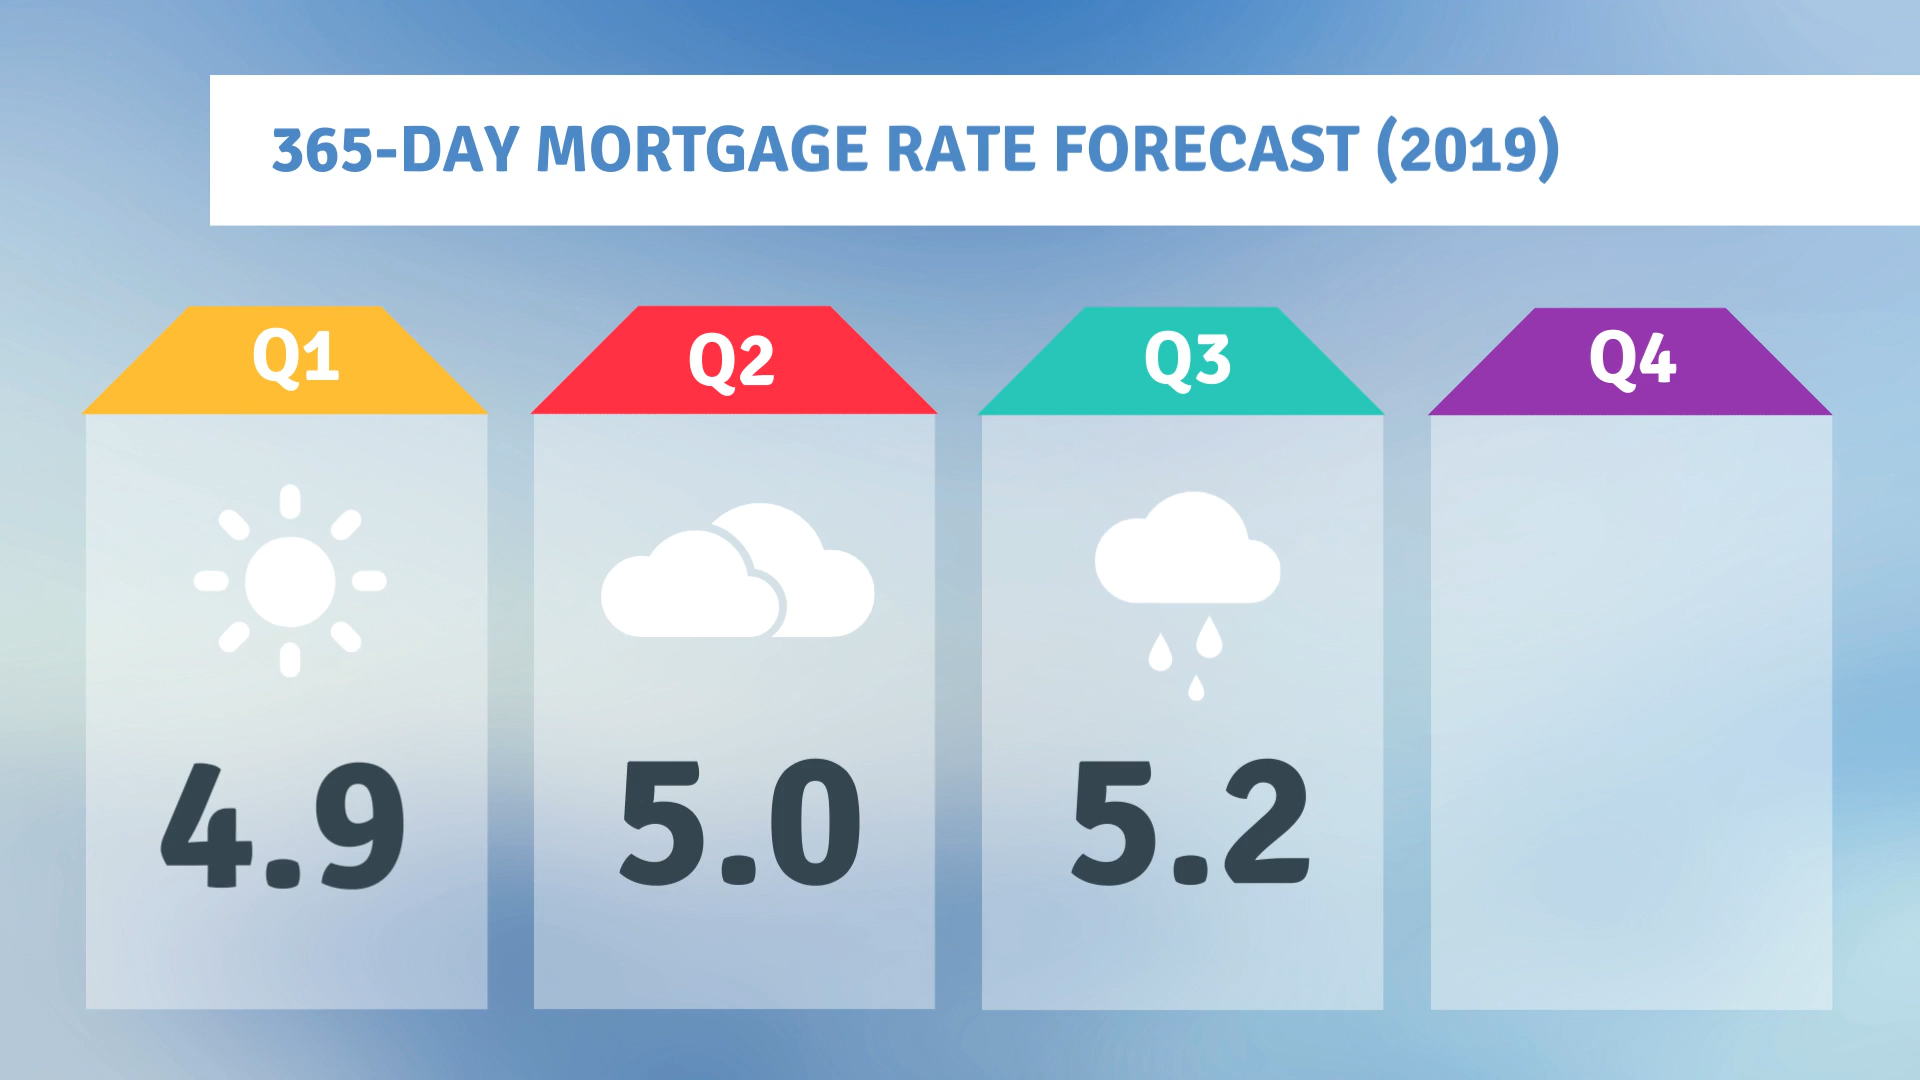 365-DAY MORTGAGE RATE FORECAST (2019)
Q1
Q2
Q3
Q4
4.9
5.0
5.2